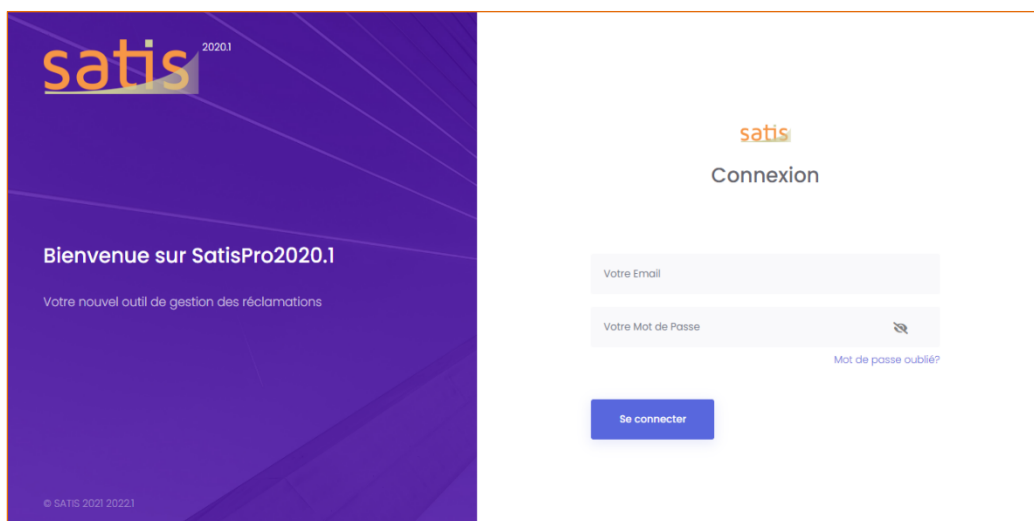 satis 2020.1
Bienvenue sur SatisPro2020.1
Votre nouvel outil de gestion des réclamations
© SATIS 2021 2022.1
satis
Connexion
Votre Email
Votre Mot de Passe
Mot de passe oublié?
Se connecter